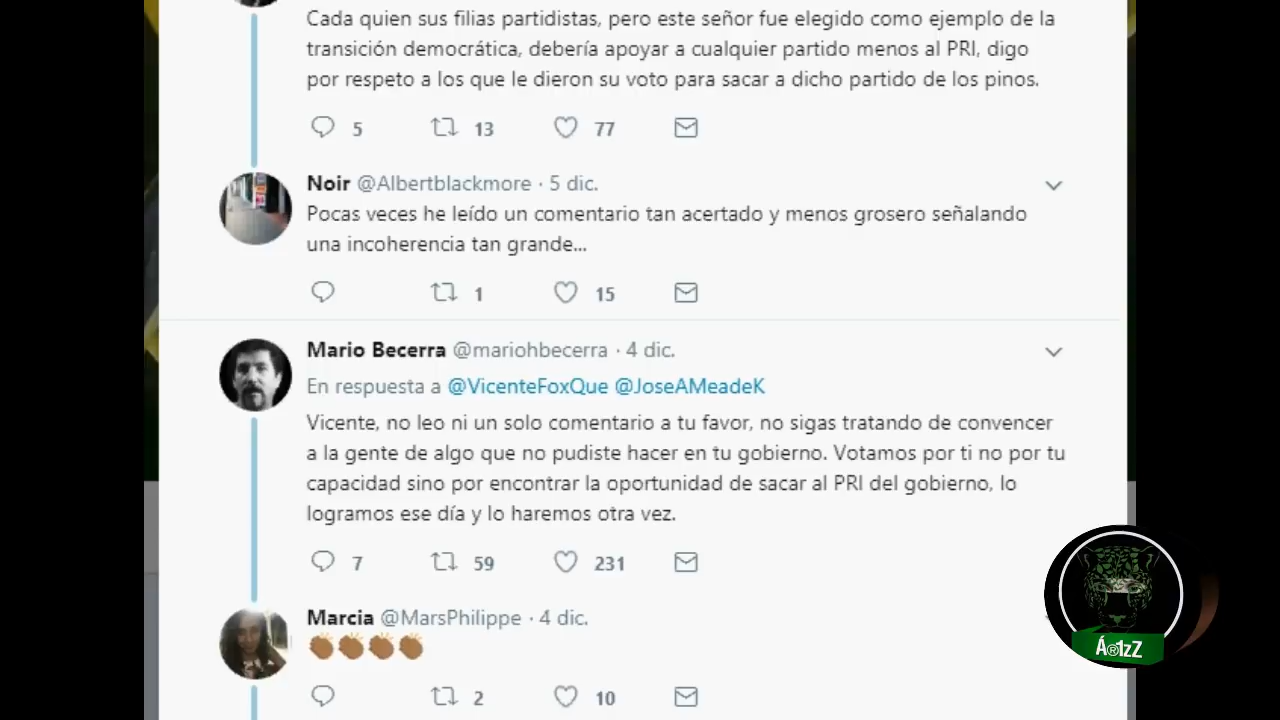 Cada quien sus filias partidistas, pero este señor fue elegido como ejemplo de la
transición democrática, debería apoyar a cualquier partido menos al PRI, digo
por respeto a los que le dieron su voto para sacar a dicho partido de los pinos.
5 13 77
Noir @Albertblackmore · 5 dic.
Pocas veces he leído un comentario tan acertado y menos grosero señalando
una incoherencia tan grande...
1 15
Mario Becerra @mariohbecerra · 4 dic.
En respuesta a @VicenteFoxQue @JoseAMeadeK
Vicente, no leo ni un solo comentario a tu favor, no sigas tratando de convencer
a la gente de algo que no pudiste hacer en tu gobierno. Votamos por ti no por tu
capacidad sino por encontrar la oportunidad de sacar al PRI del gobierno, lo
logramos ese día y lo haremos otra vez.
7 59 231
Marcia @MarsPhilippe · 4 dic.
👏🏾👏🏾👏🏾👏🏾
2 10
Á®1zZ